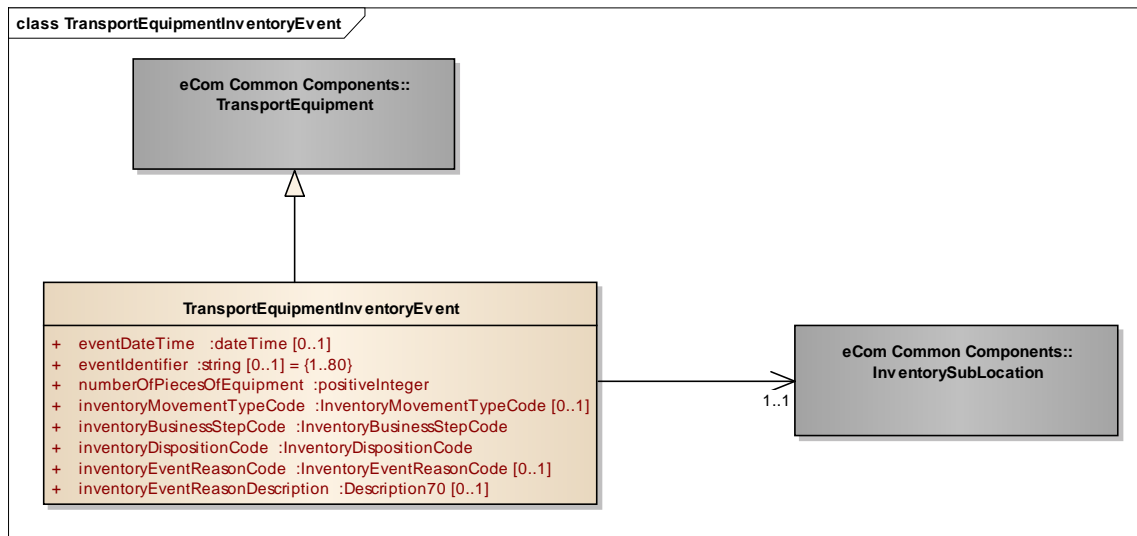 class TransportEquipmentInventoryEvent
eCom Common Components::
TransportEquipment
TransportEquipmentInventoryEvent
+ eventDateTime :dateTime [0..1]
+ eventIdentifier :string [0..1] = {1..80}
+ numberOfPiecesOfEquipment :positiveInteger
+ inventoryMovementTypeCode :InventoryMovementTypeCode [0..1]
+ inventoryBusinessStepCode :InventoryBusinessStepCode
+ inventoryDispositionCode :InventoryDispositionCode
+ inventoryEventReasonCode :InventoryEventReasonCode [0..1]
+ inventoryEventReasonDescription :Description70 [0..1]
1..1
eCom Common Components::
InventorySubLocation